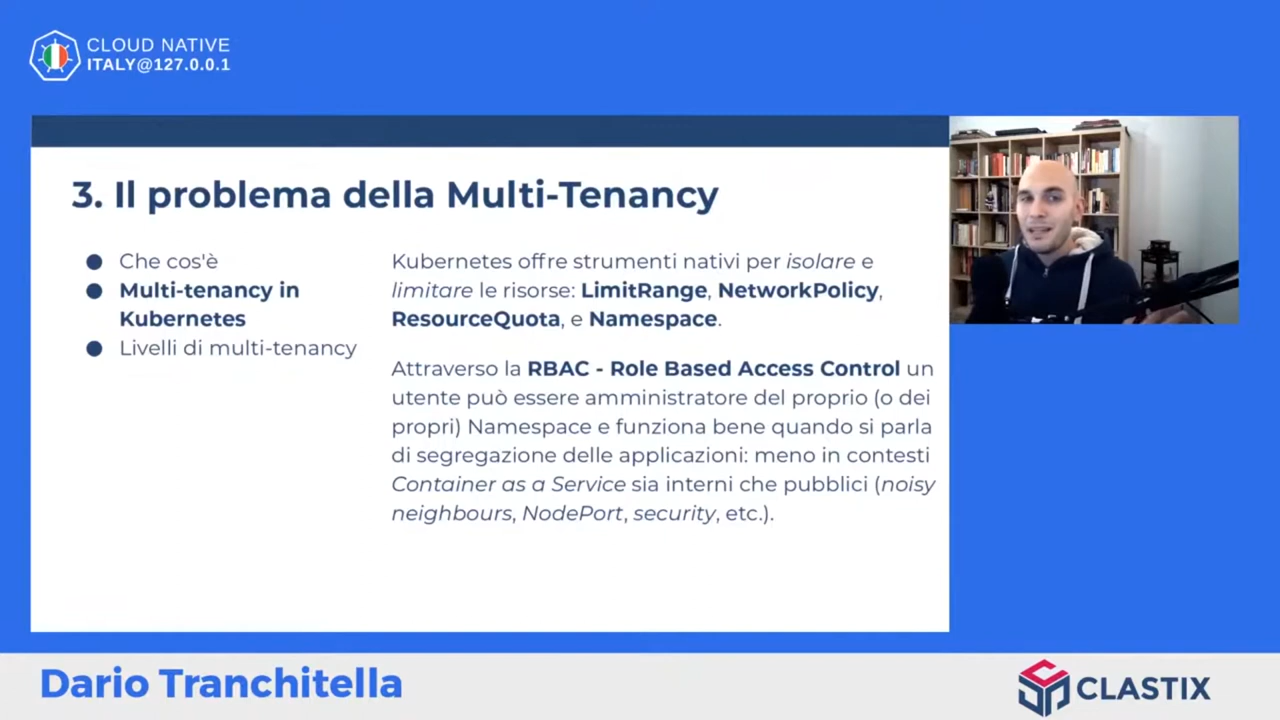 CLOUD NATIVE
ITALY@127.0.0.1
3. Il problema della Multi-Tenancy
Che cos'è
Multi-tenancy in
Kubernetes
Livelli di multi-tenancy
Kubernetes offre strumenti nativi per isolare e
limitare le risorse: LimitRange, NetworkPolicy,
ResourceQuota, e Namespace.
Attraverso la RBAC - Role Based Access Control un
utente può essere amministratore del proprio (o dei
propri) Namespace e funziona bene quando si parla
di segregazione delle applicazioni: meno in contesti
Container as a Service sia interni che pubblici (noisy
neighbours, NodePort, security, etc.).
Dario Tranchitella
CLASTIX